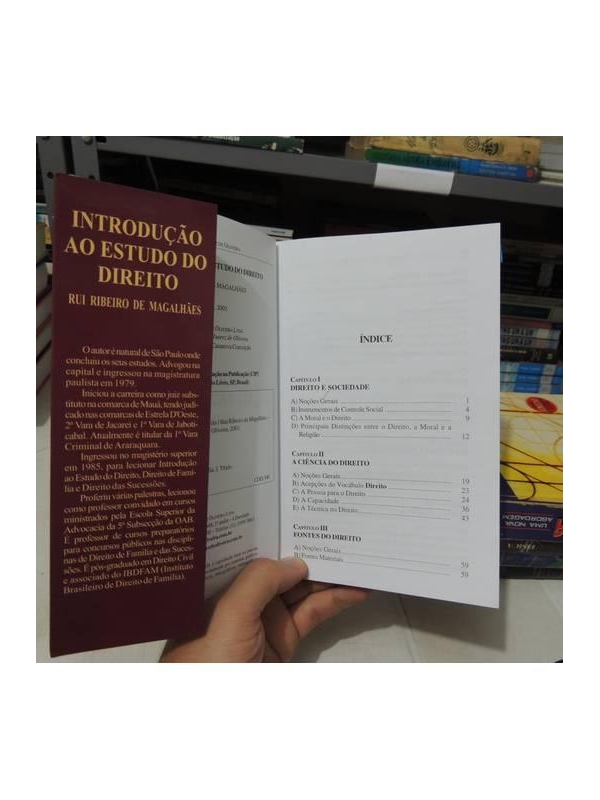 INTRODUÇÃO
AO ESTUDO DO
DIREITO
RUI RIBEIRO DE MAGALHÃES
O autor é natural de São Paulo onde
concluiu os seus estudos. Advogou na
capital e ingressou na magistratura
paulista em 1979.
Iniciou a carreira como juiz subs-
tituto na comarca de Mauá, tendo judi-
cado nas comarcas de Estrela D'Oeste,
2ª Vara de Jacareí e 1ª Vara de Jaboti-
cabal. Atualmente é titular da 1ª Vara
Criminal de Araraquara.
Ingressou no magistério superior
em 1985, para lecionar Introdução
ao Estudo do Direito, Direito de Famí-
lia e Direito das Sucessões.
Proferiu várias palestras, lecionou
como professor convidado em cursos
ministrados pela Escola Superior da
Advocacia da 5ª Subsecção da OAB.
É professor de cursos preparatórios
para concursos públicos nas discipli-
nas de Direito de Família e das Suces-
sões. É pós-graduado em Direito Civil
e associado do IBDFAM (Instituto
Brasileiro de Direito de Família).
STUDO DO DIREITO
MAGALHÃES
ÍNDICE
CAPÍTULO I
DIREITO E SOCIEDADE
A) Noções Gerais 1
B) Instrumentos de Controle Social 4
C) A Moral e o Direito 9
D) Principais Distinções entre o Direito, a Moral e a
Religião 12
CAPÍTULO II
A CIÊNCIA DO DIREITO
A) Noções Gerais 19
B) Acepções do Vocábulo Direito 23
C) A Pessoa para o Direito 24
D) A Capacidade 36
E) A Técnica no Direito 43
CAPÍTULO III
FONTES DO DIREITO
A) Noções Gerais 59
B) Fontes Materiais 59
UMA NOVA
ABORDAGEM